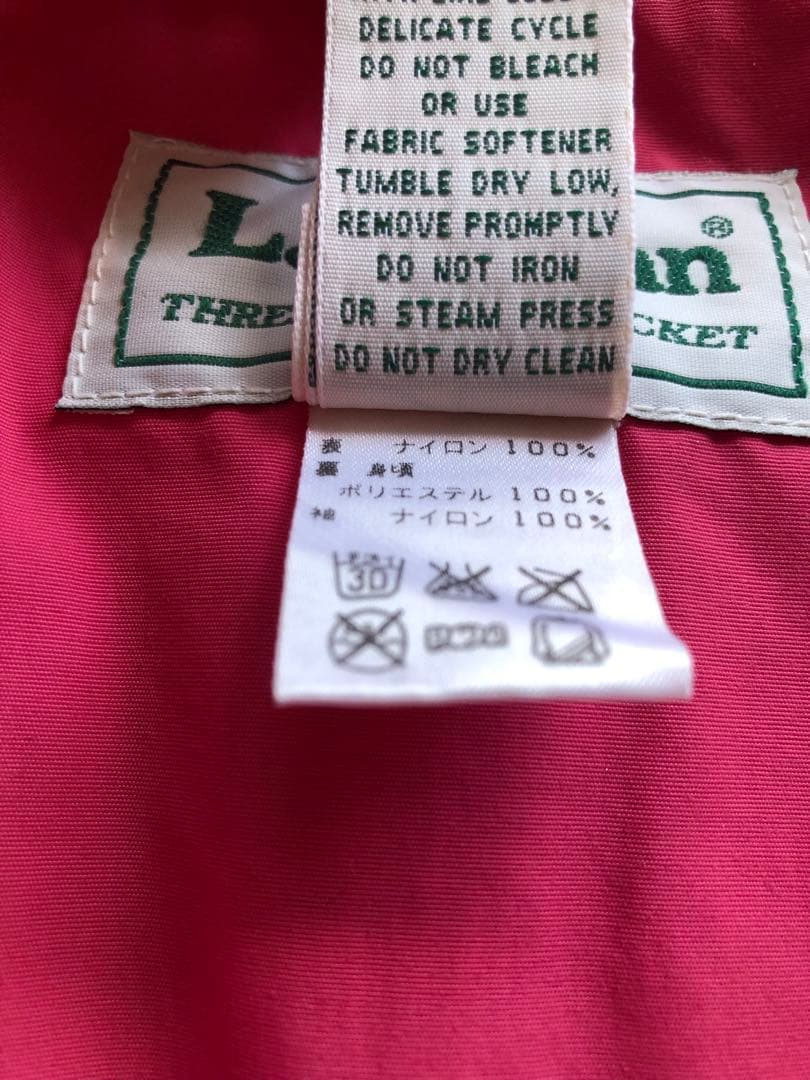 DELICATE CYCLE
DO NOT BLEACH
OR USE
FABRIC SOFTENER
TUMBLE DRY LOW,
REMOVE PROMPTLY
DO NOT IRON
OR STEAM PRESS
DO NOT DRY CLEAN
®
表 ナイロン 100%
裏 身頃
ポリエステル 100%
袖 ナイロン 100%
30